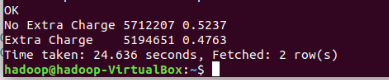 OK
No Extra Charge 5712207 0.5237
Extra Charge    5194651 0.4763
Time taken: 24.636 seconds, Fetched: 2 row(s)
hadoop@hadoop-VirtualBox:~$